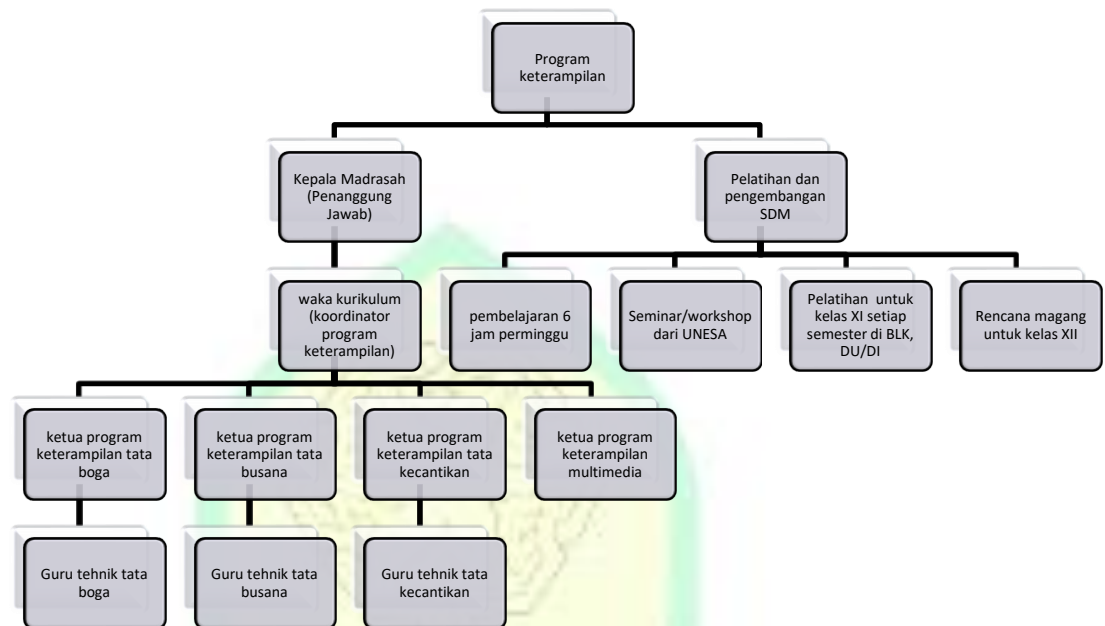 Program
keterampilan
Kepala Madrasah
(Penanggung
Jawab)
Pelatihan dan
pengembangan
SDM
waka kurikulum
(koordinator
program
keterampilan)
pembelajaran 6
jam perminggu
Seminar/workshop
dari UNESA
Pelatihan untuk
kelas XI setiap
semester di BLK,
DU/DI
Rencana magang
untuk kelas XII
ketua program
keterampilan tata
boga
ketua program
keterampilan tata
busana
ketua program
keterampilan tata
kecantikan
ketua program
keterampilan
multimedia
Guru tehnik tata
boga
Guru tehnik tata
busana
Guru tehnik tata
kecantikan